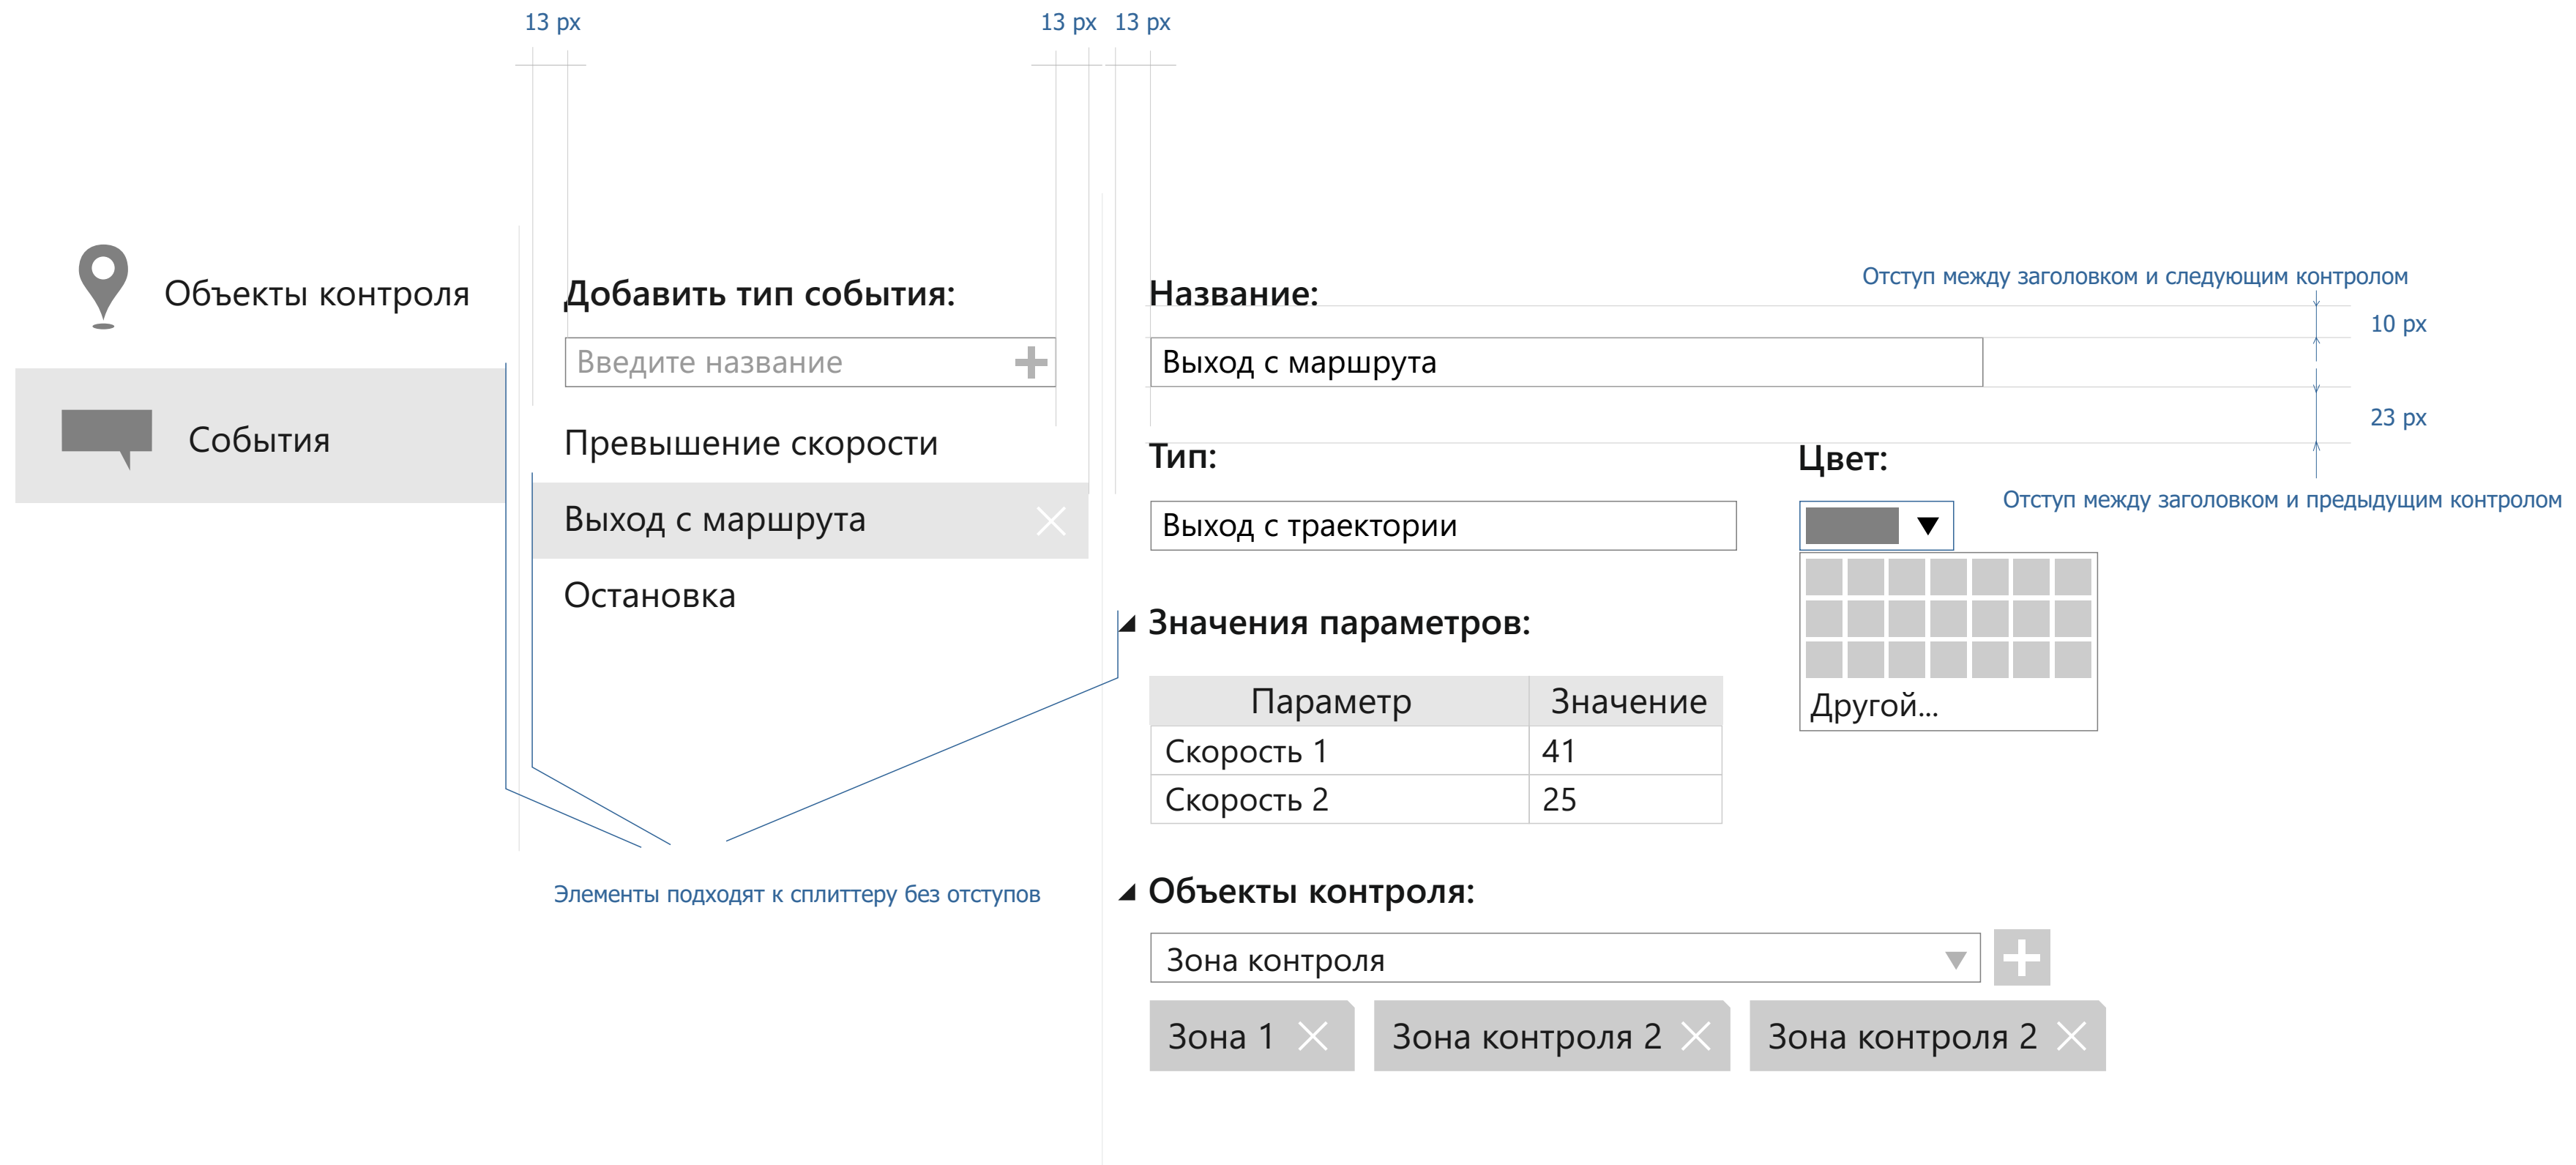 13 px
13 px
13 px
Объекты контроля
События
Добавить тип события:
Введите название
Превышение скорости
Выход с маршрута
Остановка
Элементы подходят к сплиттеру без отступов
Название:
Выход с маршрута
Отступ между заголовком и следующим контролом
10 px
23 px
Отступ между заголовком и предыдущим контролом
Тип:
Выход с траектории
Цвет:
Другой...
Значения параметров:
Параметр Значение
Скорость 1 41
Скорость 2 25
Объекты контроля:
Зона контроля
Зона 1
Зона контроля 2
Зона контроля 2